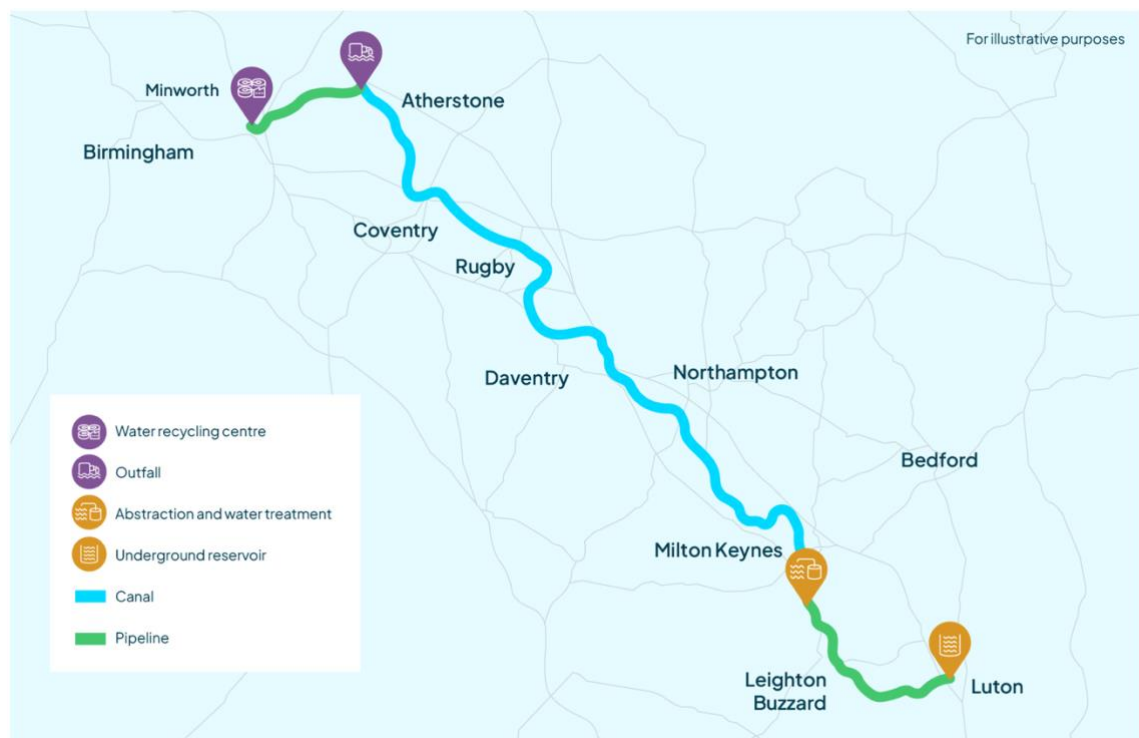 For illustrative purposes
Minworth
Atherstone
Birmingham
Coventry
Rugby
Daventry
Northampton
Bedford
Milton Keynes
Leighton
Buzzard
Luton
Water recycling centre
Outfall
Abstraction and water treatment
Underground reservoir
Canal
Pipeline